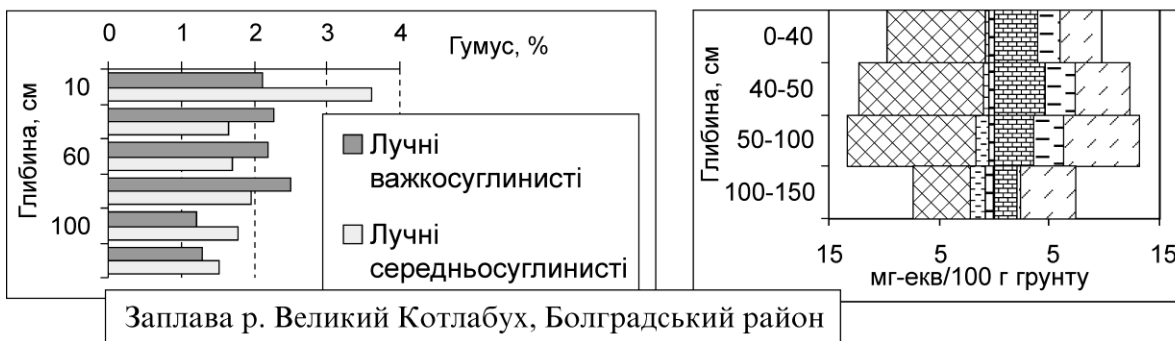 0 1 2 3 4
Гумус, %
Глибина, см
10
60
100
Лучні
важкосуглинисті
Лучні
середньосуглинисті
Глибина, см
0-40
40-50
50-100
100-150
15 5 5 15
мг-екв/100 г грунту
Заплава р. Великий Котлабух, Болградський район